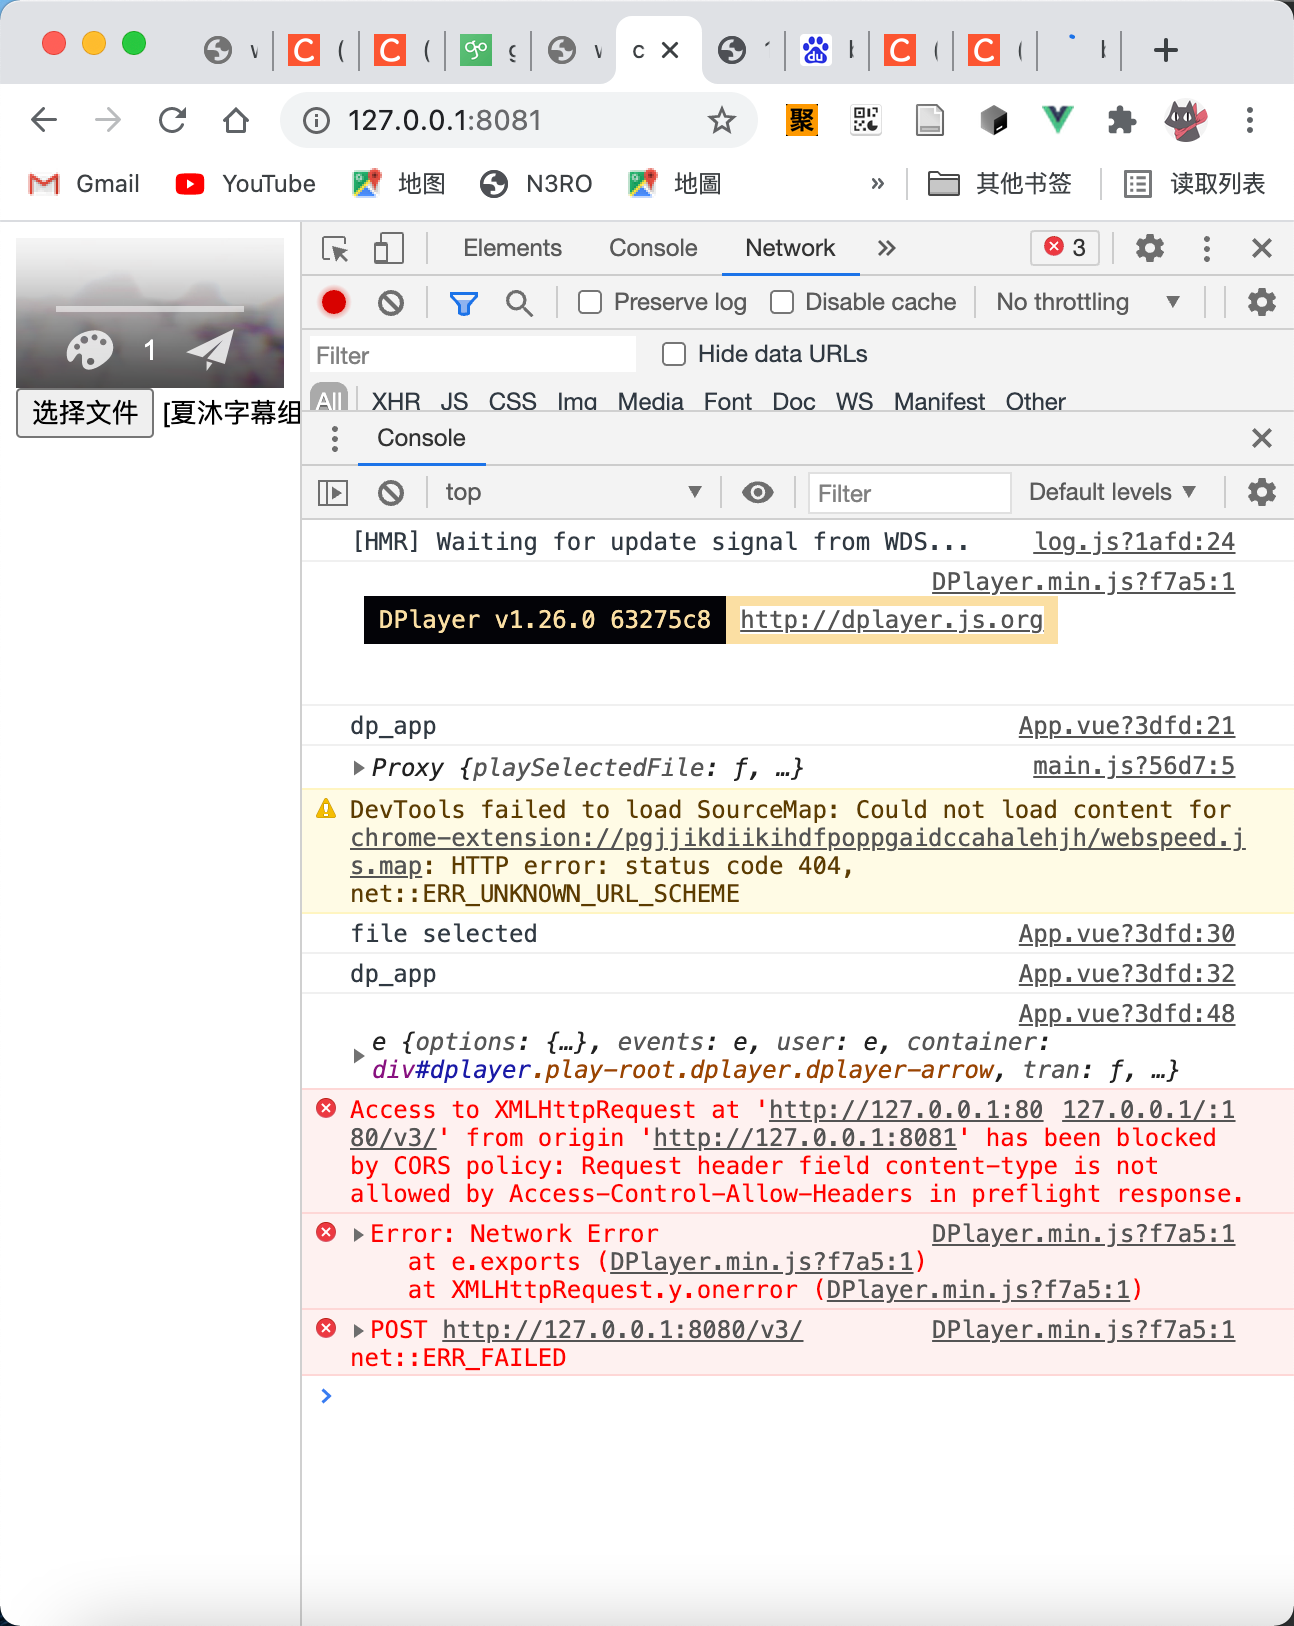 127.0.0.1:8081
Gmail YouTube 地图 N3RO 地圖 » 其他书签 读取列表
Elements Console Network » 3
Preserve log Disable cache No throttling
Filter Hide data URLs
All XHR JS CSS Img Media Font Doc WS Manifest Other
Console
top Filter Default levels
1
选择文件 [夏沐字幕组
[HMR] Waiting for update signal from WDS... log.js?1afd:24
DPlayer.min.js?f7a5:1
DPlayer v1.26.0 63275c8 http://dplayer.js.org
dp_app App.vue?3dfd:21
Proxy {playSelectedFile: ƒ, …} main.js?56d7:5
DevTools failed to load SourceMap: Could not load content for
chrome-extension://pgjjikdiikihdfpoppgaidccahalehjh/webspeed.j
s.map: HTTP error: status code 404,
net::ERR_UNKNOWN_URL_SCHEME
file selected App.vue?3dfd:30
dp_app App.vue?3dfd:32
App.vue?3dfd:48
e {options: {…}, events: e, user: e, container:
div#dplayer.play-root.dplayer.dplayer-arrow, tran: ƒ, …}
Access to XMLHttpRequest at 'http://127.0.0.1:80 127.0.0.1/:1
80/v3/' from origin 'http://127.0.0.1:8081' has been blocked
by CORS policy: Request header field content-type is not
allowed by Access-Control-Allow-Headers in preflight response.
Error: Network Error DPlayer.min.js?f7a5:1
at e.exports (DPlayer.min.js?f7a5:1)
at XMLHttpRequest.y.onerror (DPlayer.min.js?f7a5:1)
POST http://127.0.0.1:8080/v3/ DPlayer.min.js?f7a5:1
net::ERR_FAILED